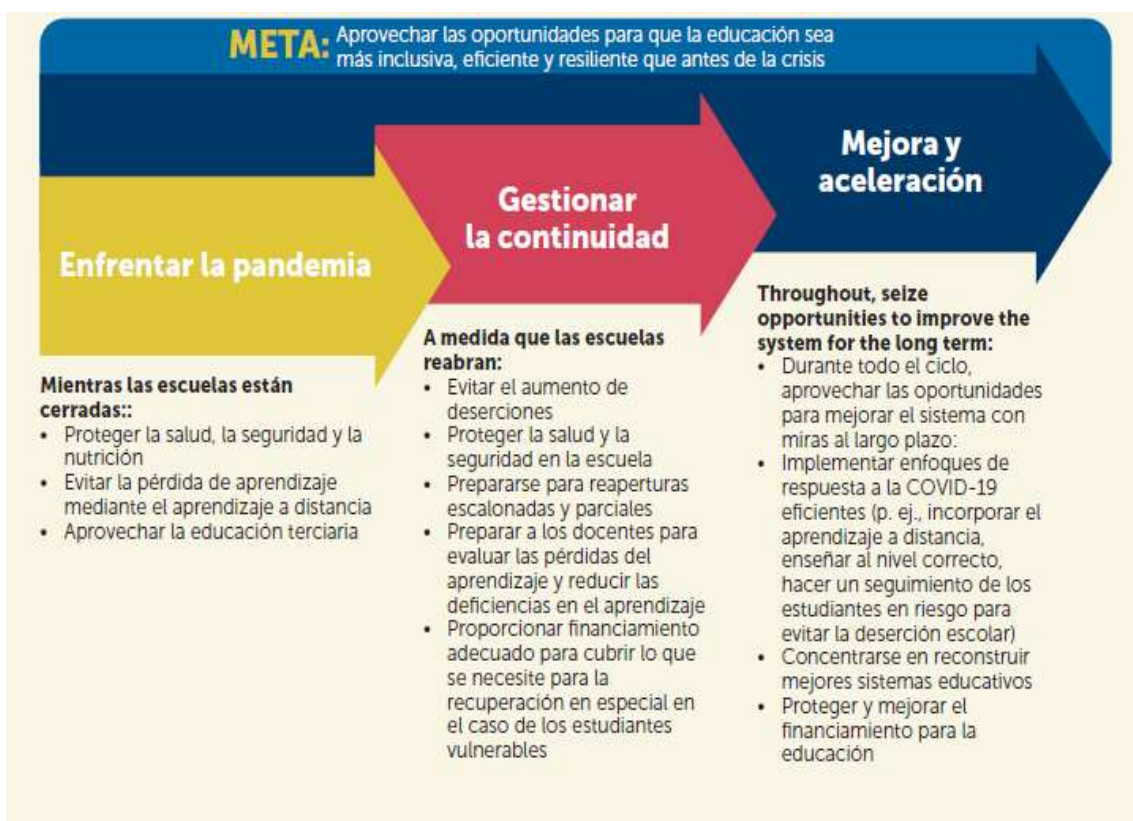 META: Aprovechar las oportunidades para que la educación sea
más inclusiva, eficiente y resiliente que antes de la crisis
Enfrentar la pandemia
Mientras las escuelas están
cerradas::
• Proteger la salud, la seguridad y la
nutrición
• Evitar la pérdida de aprendizaje
mediante el aprendizaje a distancia
• Aprovechar la educación terciaria
Gestionar
la continuidad
A medida que las escuelas
reabran:
• Evitar el aumento de
deserciones
• Proteger la salud y la
seguridad en la escuela
• Prepararse para reaperturas
escalonadas y parciales
• Preparar a los docentes para
evaluar las pérdidas del
aprendizaje y reducir las
deficiencias en el aprendizaje
• Proporcionar financiamiento
adecuado para cubrir lo que
se necesite para la
recuperación en especial en
el caso de los estudiantes
vulnerables
Mejora y
aceleración
Throughout, seize
opportunities to improve the
system for the long term:
• Durante todo el ciclo,
aprovechar las oportunidades
para mejorar el sistema con
miras al largo plazo:
• Implementar enfoques de
respuesta a la COVID-19
eficientes (p. ej., incorporar el
aprendizaje a distancia,
enseñar al nivel correcto,
hacer un seguimiento de los
estudiantes en riesgo para
evitar la deserción escolar)
• Concentrarse en reconstruir
mejores sistemas educativos
• Proteger y mejorar el
financiamiento para la
educación